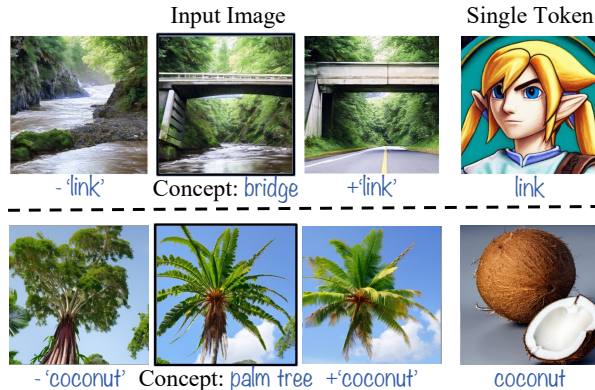 Input Image Single Token
- 'link' Concept: bridge +'link' link
- 'coconut' Concept: palm tree +'coconut' coconut